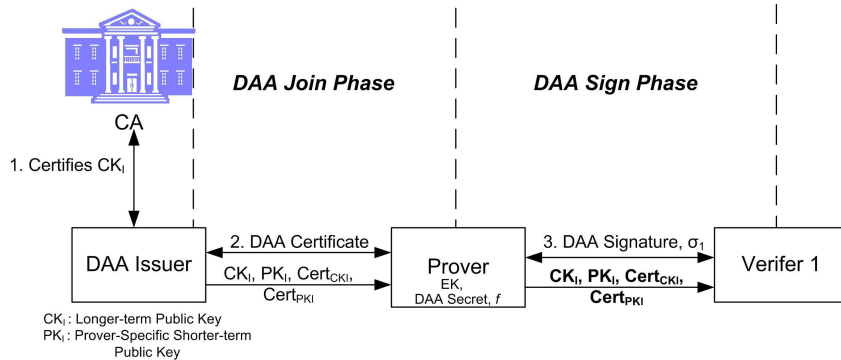 DAA Join Phase
DAA Sign Phase
CA
1. Certifies CKI
DAA Issuer
2. DAA Certificate
CKI, PKI, CertCKI,
CertPKI
Prover
EK,
DAA Secret, f
3. DAA Signature, σ1
CKI, PKI, CertCKI,
CertPKI
Verifer 1
CKI : Longer-term Public Key
PKI : Prover-Specific Shorter-term
Public Key